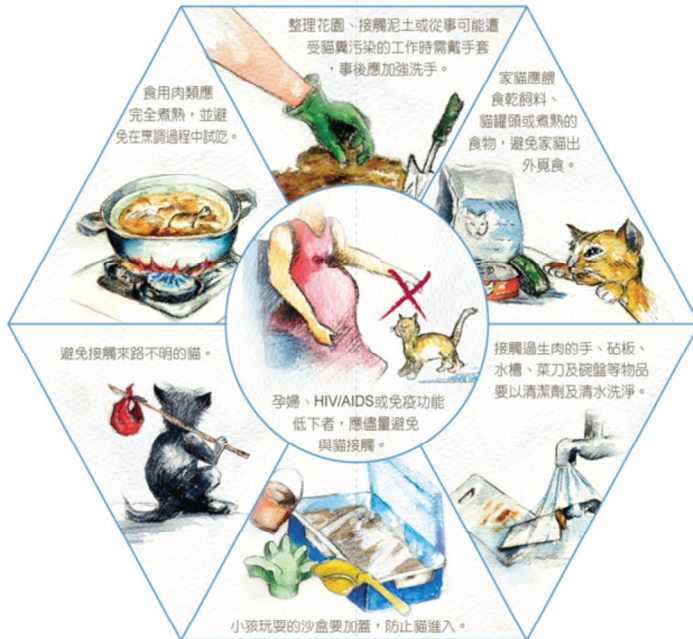 整理花園、接觸泥土或從事可能遭
受貓糞污染的工作時需戴手套
，事後應加強洗手。
食用肉類應
完全煮熟，並避
免在烹調過程中試吃。
家貓應餵
食乾飼料、
貓罐頭或煮熟的
食物，避免家貓出
外覓食。
避免接觸來路不明的貓。
孕婦、HIV/AIDS或免疫功能
低下者，應儘量避免
與貓接觸。
接觸過生肉的手、砧板、
水槽、菜刀及碗盤等物品
要以清潔劑及清水洗淨。
小孩玩耍的沙盒要加蓋，防止貓進入。